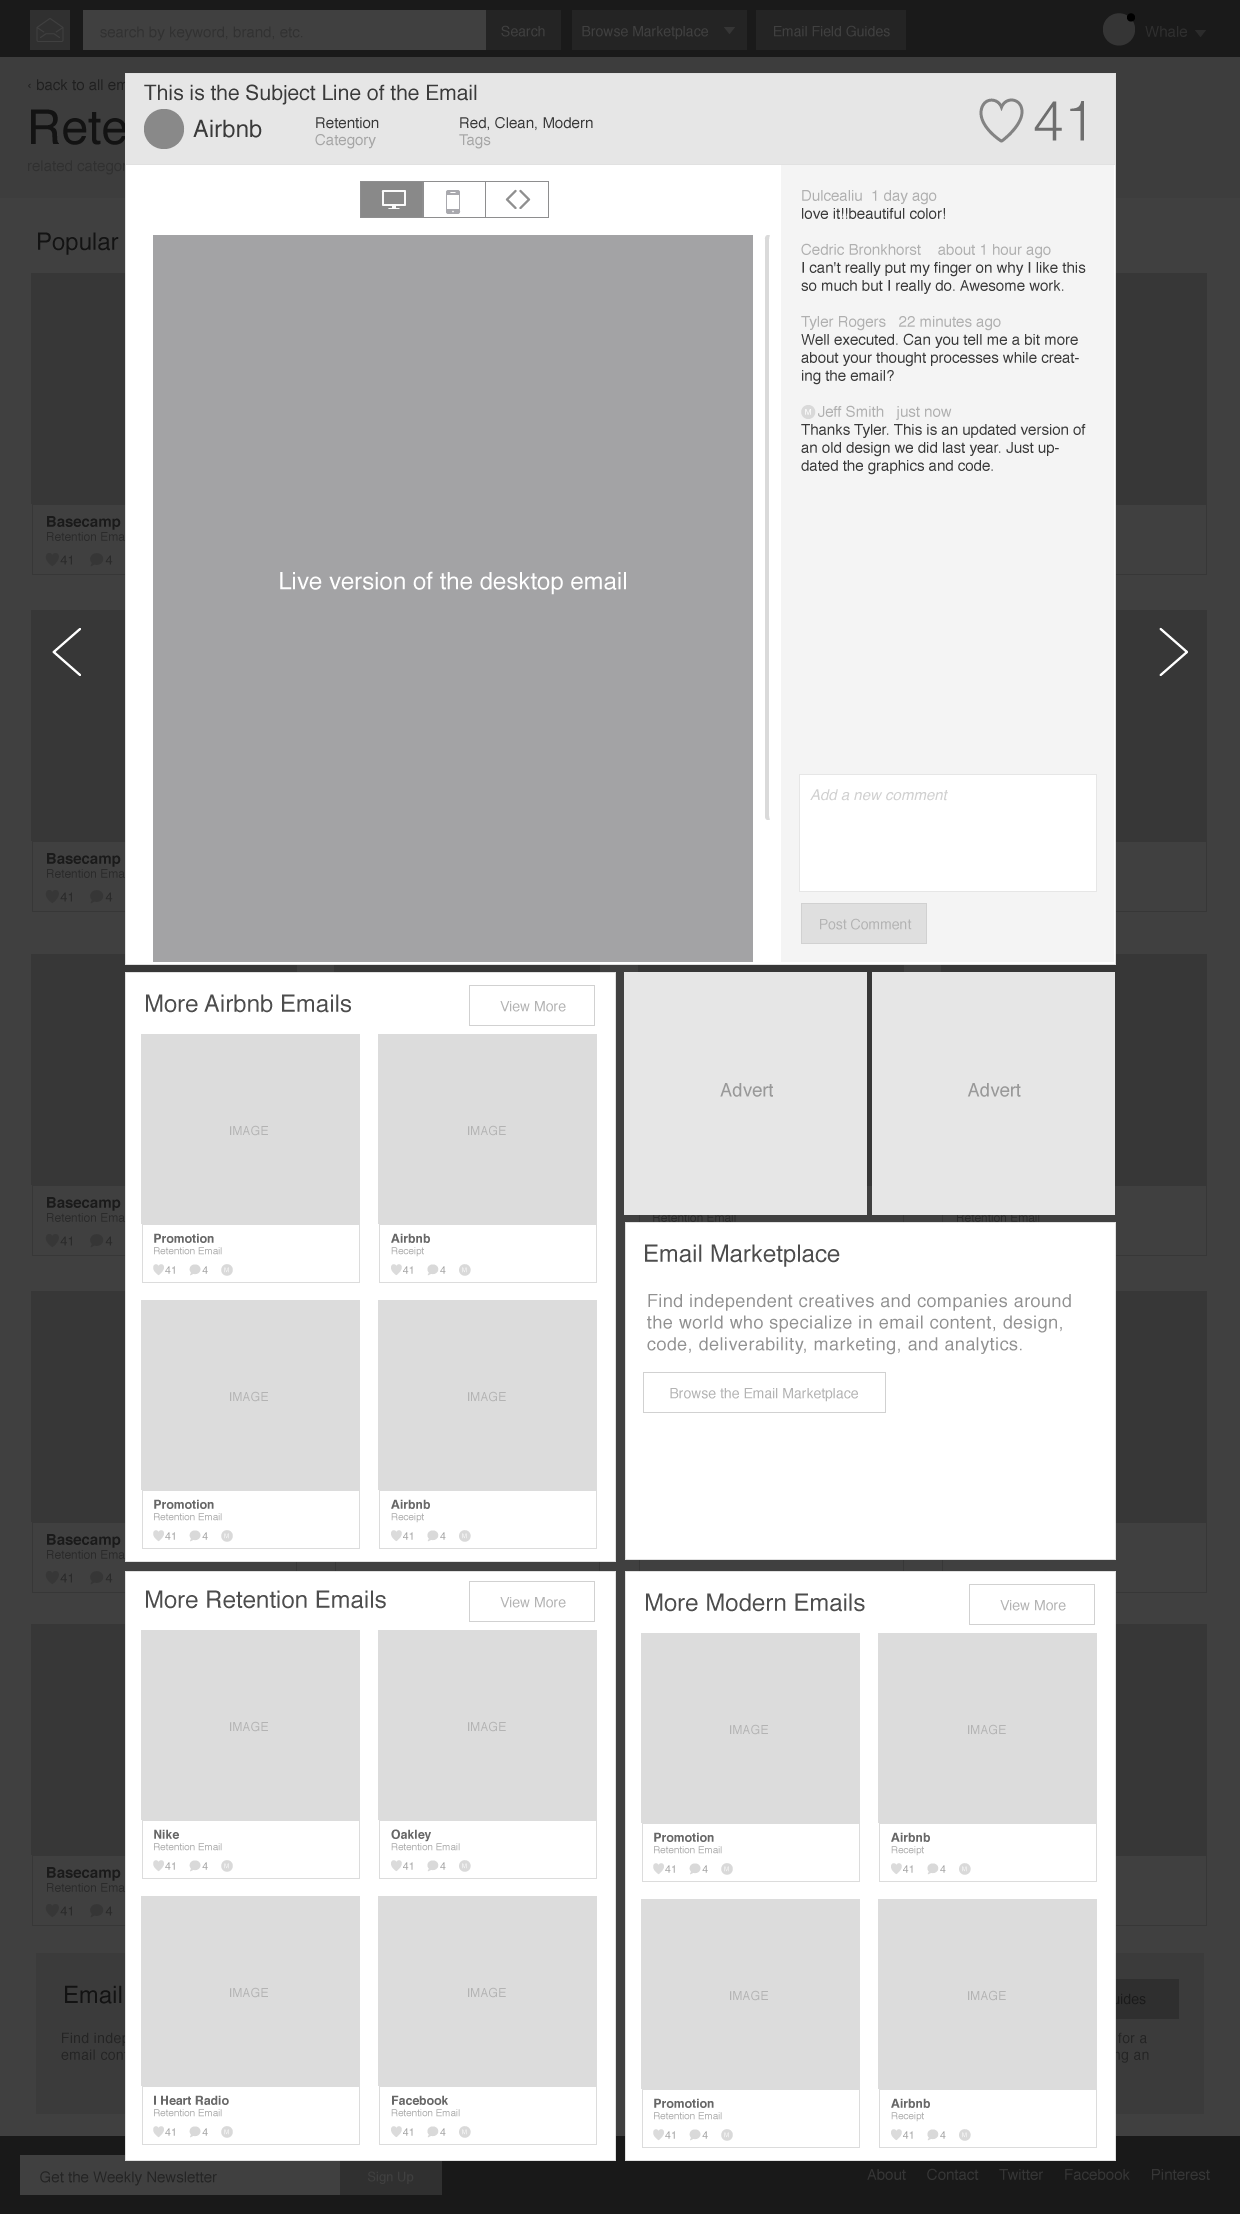 search by keyword, brand, etc.
Search
Browse Marketplace
Email Field Guides
Whale
‹ back to all em
Rete
related catego
Popular
This is the Subject Line of the Email
Airbnb
Retention
Category
Red, Clean, Modern
Tags
41
Dulcealiu 1 day ago
love it!!beautiful color!
Cedric Bronkhorst about 1 hour ago
I can't really put my finger on why I like this
so much but I really do. Awesome work.
Tyler Rogers 22 minutes ago
Well executed. Can you tell me a bit more
about your thought processes while creat-
ing the email?
M Jeff Smith just now
Thanks Tyler. This is an updated version of
an old design we did last year. Just up-
dated the graphics and code.
Live version of the desktop email
Add a new comment
Post Comment
Basecamp
Retention Ema
41 4
Basecamp
Retention Ema
41 4
Basecamp
Retention Ema
41 4
Basecamp
Retention Ema
41 4
Basecamp
Retention Ema
41 4
More Airbnb Emails
View More
IMAGE
IMAGE
Promotion
Retention Email
41 4 M
Airbnb
Receipt
41 4 M
IMAGE
IMAGE
Promotion
Retention Email
41 4 M
Airbnb
Receipt
41 4 M
Advert
Advert
Retention Email
Retention Email
Email Marketplace
Find independent creatives and companies around
the world who specialize in email content, design,
code, deliverability, marketing, and analytics.
Browse the Email Marketplace
More Retention Emails
View More
IMAGE
IMAGE
Nike
Retention Email
41 4 M
Oakley
Retention Email
41 4 M
IMAGE
IMAGE
I Heart Radio
Retention Email
41 4 M
Facebook
Retention Email
41 4 M
More Modern Emails
View More
IMAGE
IMAGE
Promotion
Retention Email
41 4 M
Airbnb
Receipt
41 4 M
IMAGE
IMAGE
Promotion
Retention Email
41 4 M
Airbnb
Receipt
41 4 M
Email
Find indep
email con
ides
for a
ng an
Get the Weekly Newsletter
Sign Up
About
Contact
Twitter
Facebook
Pinterest